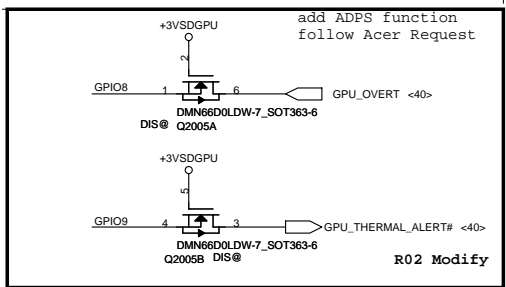 add ADPS function
follow Acer Request
+3VSDGPU
2
GPIO8
1
6
GPU_OVERT <40>
DMN66D0LDW-7_SOT363-6
DIS@
Q2005A
+3VSDGPU
5
GPIO9
4
3
GPU_THERMAL_ALERT# <40>
DMN66D0LDW-7_SOT363-6
Q2005B
DIS@
R02 Modify